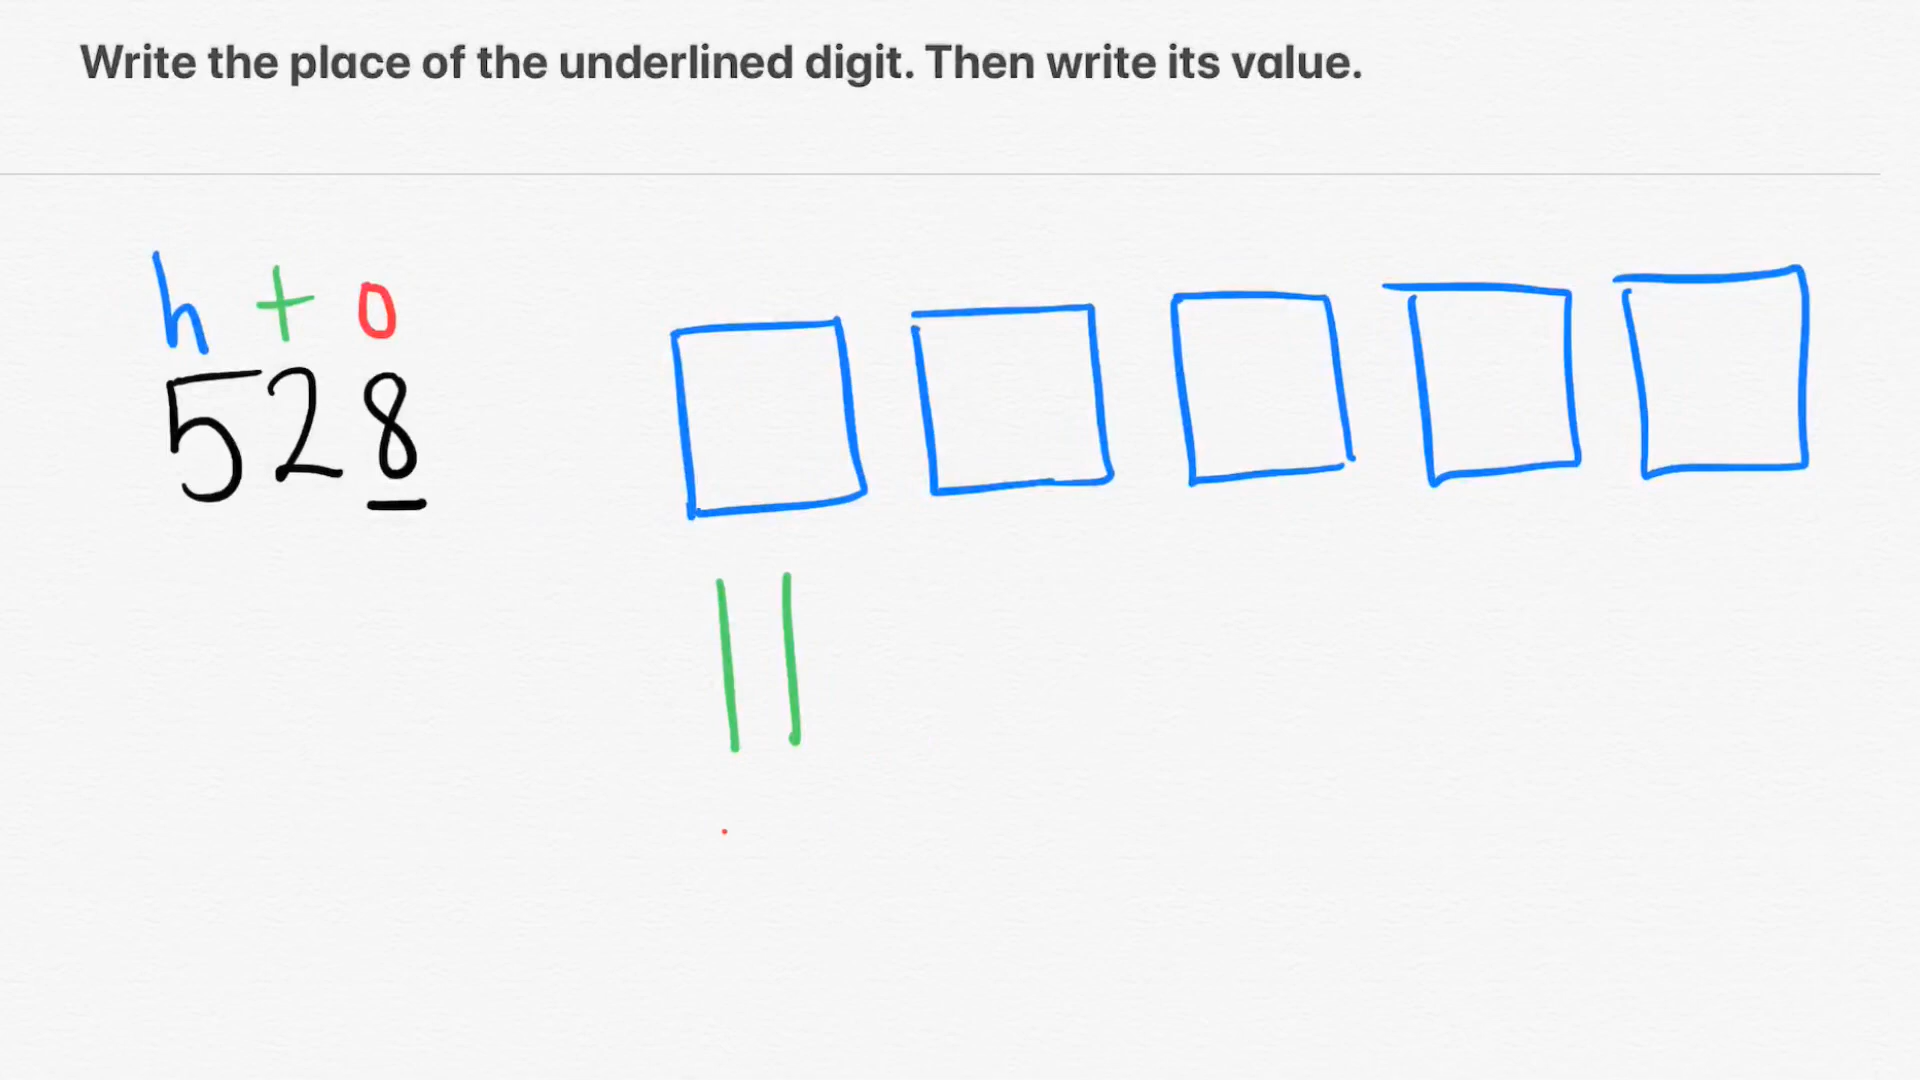 Write the place of the underlined digit. Then write its value.
h t o
528